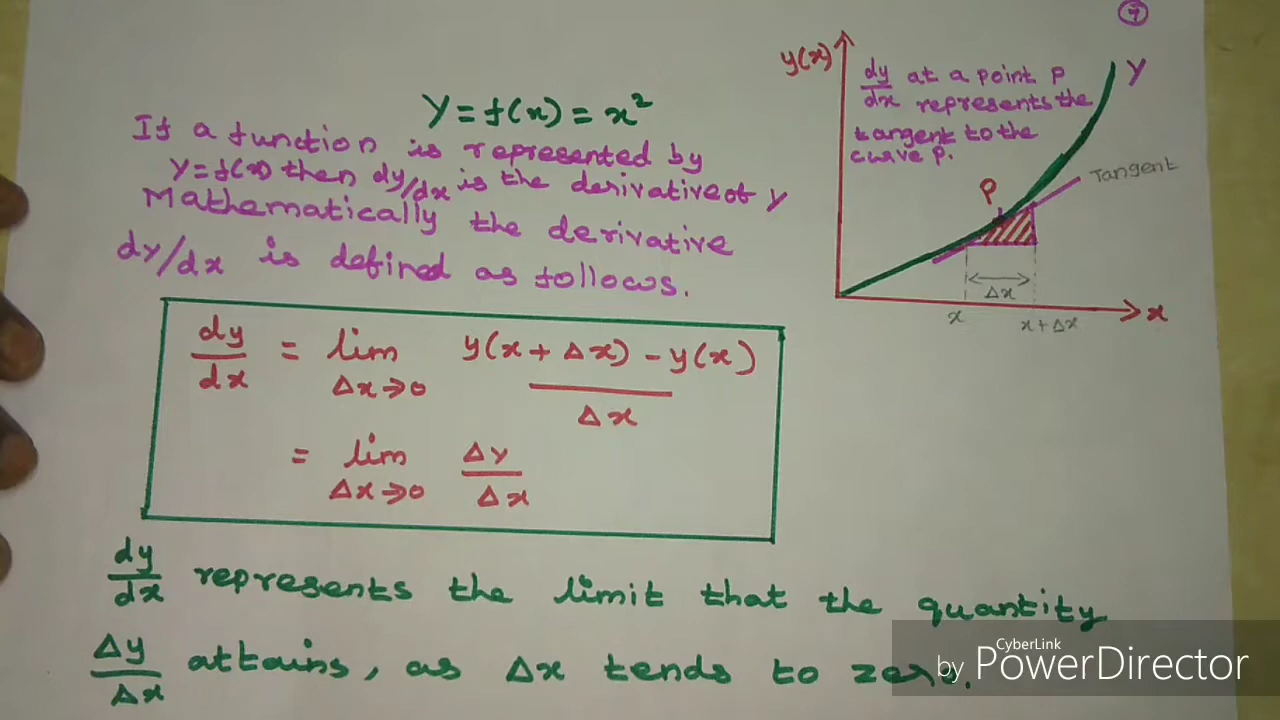 7
Y = f(x) = x²
If a function is represented by
Y = f(x) then dy/dx is the derivative of y
Mathematically the derivative
dy/dx is defined as follows.
dy/dx = lim Δx→0 y(x + Δx) - y(x) / Δx
= lim Δx→0 Δy / Δx
dy/dx represents the limit that the quantity
Δy/Δx attains, as Δx tends to zero.
y(x)
dy/dx at a point P
represents the
tangent to the
curve P.
Y
P
Tangent
Δx
x
x + Δx
x
CyberLink
by PowerDirector